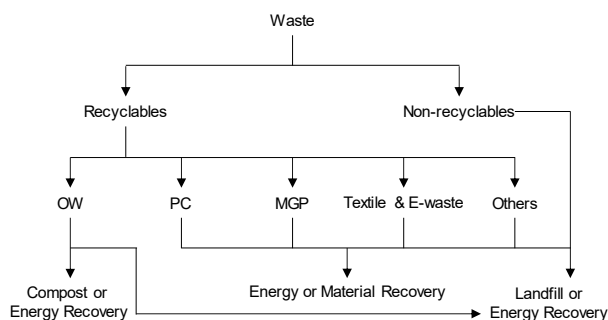 Waste
Recyclables
Non-recyclables
OW
PC
MGP
Textile & E-waste
Others
Compost or
Energy Recovery
Energy or Material Recovery
Landfill or
Energy Recovery